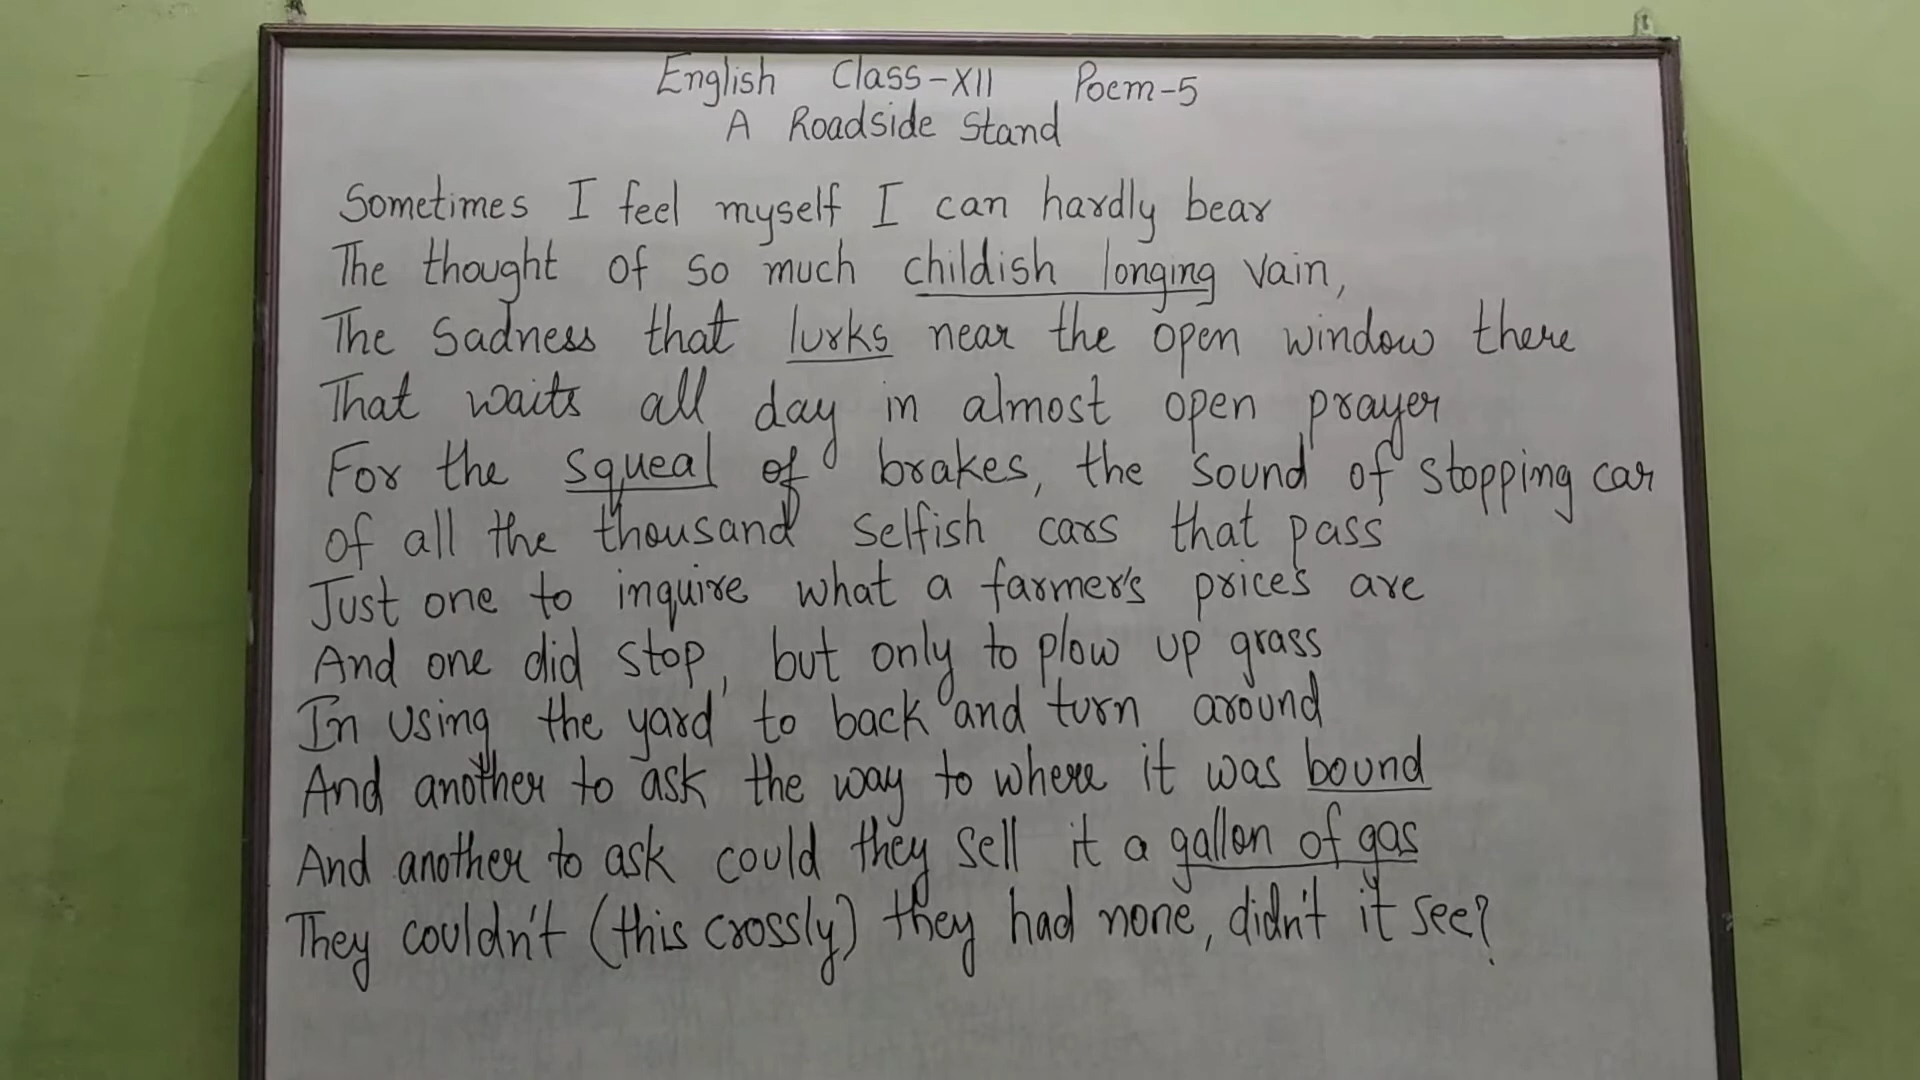 English Class-XII Poem-5
A Roadside Stand
Sometimes I feel myself I can hardly bear
The thought of so much childish longing vain,
The sadness that lurks near the open window there
That waits all day in almost open prayer
For the squeal of brakes, the sound of stopping car
of all the thousand selfish cars that pass
Just one to inquire what a farmer's prices are
And one did stop, but only to plow up grass
In using the yard to back and turn around
And another to ask the way to where it was bound
And another to ask could they sell it a gallon of gas
They couldn't (this crossly) they had none, didn't it see?